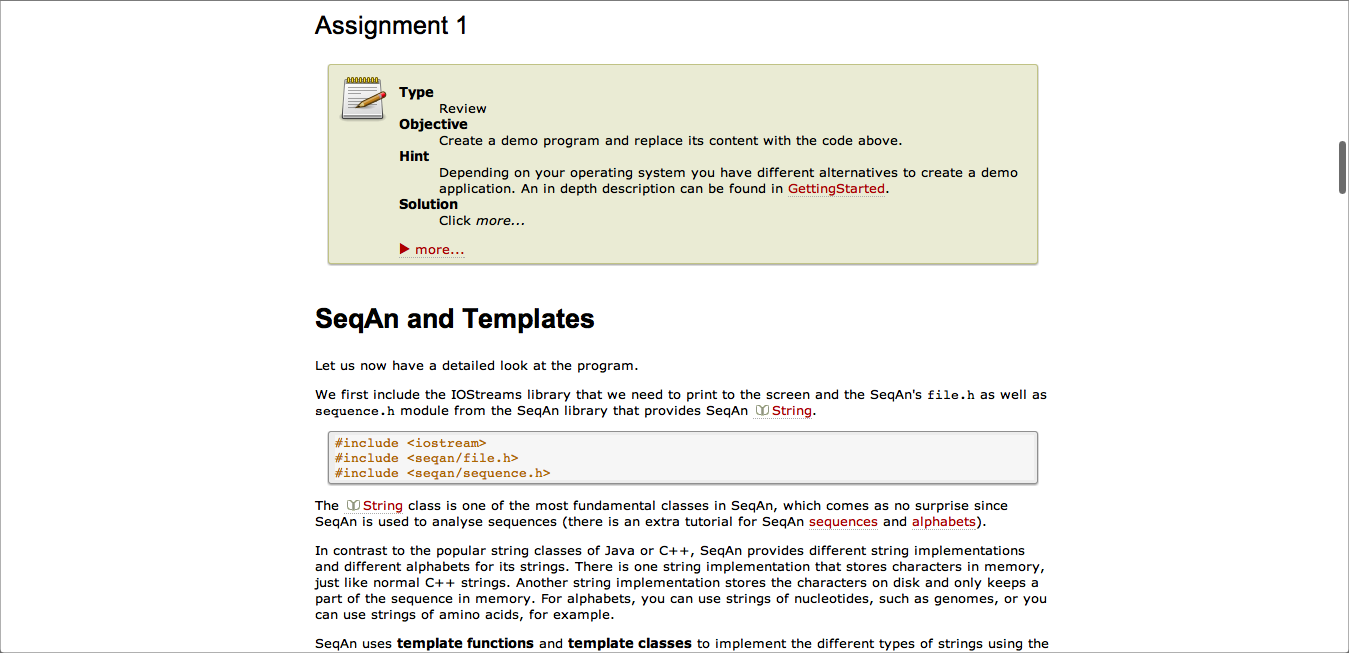 Assignment 1
Type
Review
Objective
Create a demo program and replace its content with the code above.
Hint
Depending on your operating system you have different alternatives to create a demo
application. An in depth description can be found in GettingStarted.
Solution
Click more...
more...
SeqAn and Templates
Let us now have a detailed look at the program.
We first include the IOStreams library that we need to print to the screen and the SeqAn's file.h as well as
sequence.h module from the SeqAn library that provides SeqAn String.
#include <iostream>
#include <seqan/file.h>
#include <seqan/sequence.h>
The String class is one of the most fundamental classes in SeqAn, which comes as no surprise since
SeqAn is used to analyse sequences (there is an extra tutorial for SeqAn sequences and alphabets).
In contrast to the popular string classes of Java or C++, SeqAn provides different string implementations
and different alphabets for its strings. There is one string implementation that stores characters in memory,
just like normal C++ strings. Another string implementation stores the characters on disk and only keeps a
part of the sequence in memory. For alphabets, you can use strings of nucleotides, such as genomes, or you
can use strings of amino acids, for example.
SeqAn uses template functions and template classes to implement the different types of strings using the